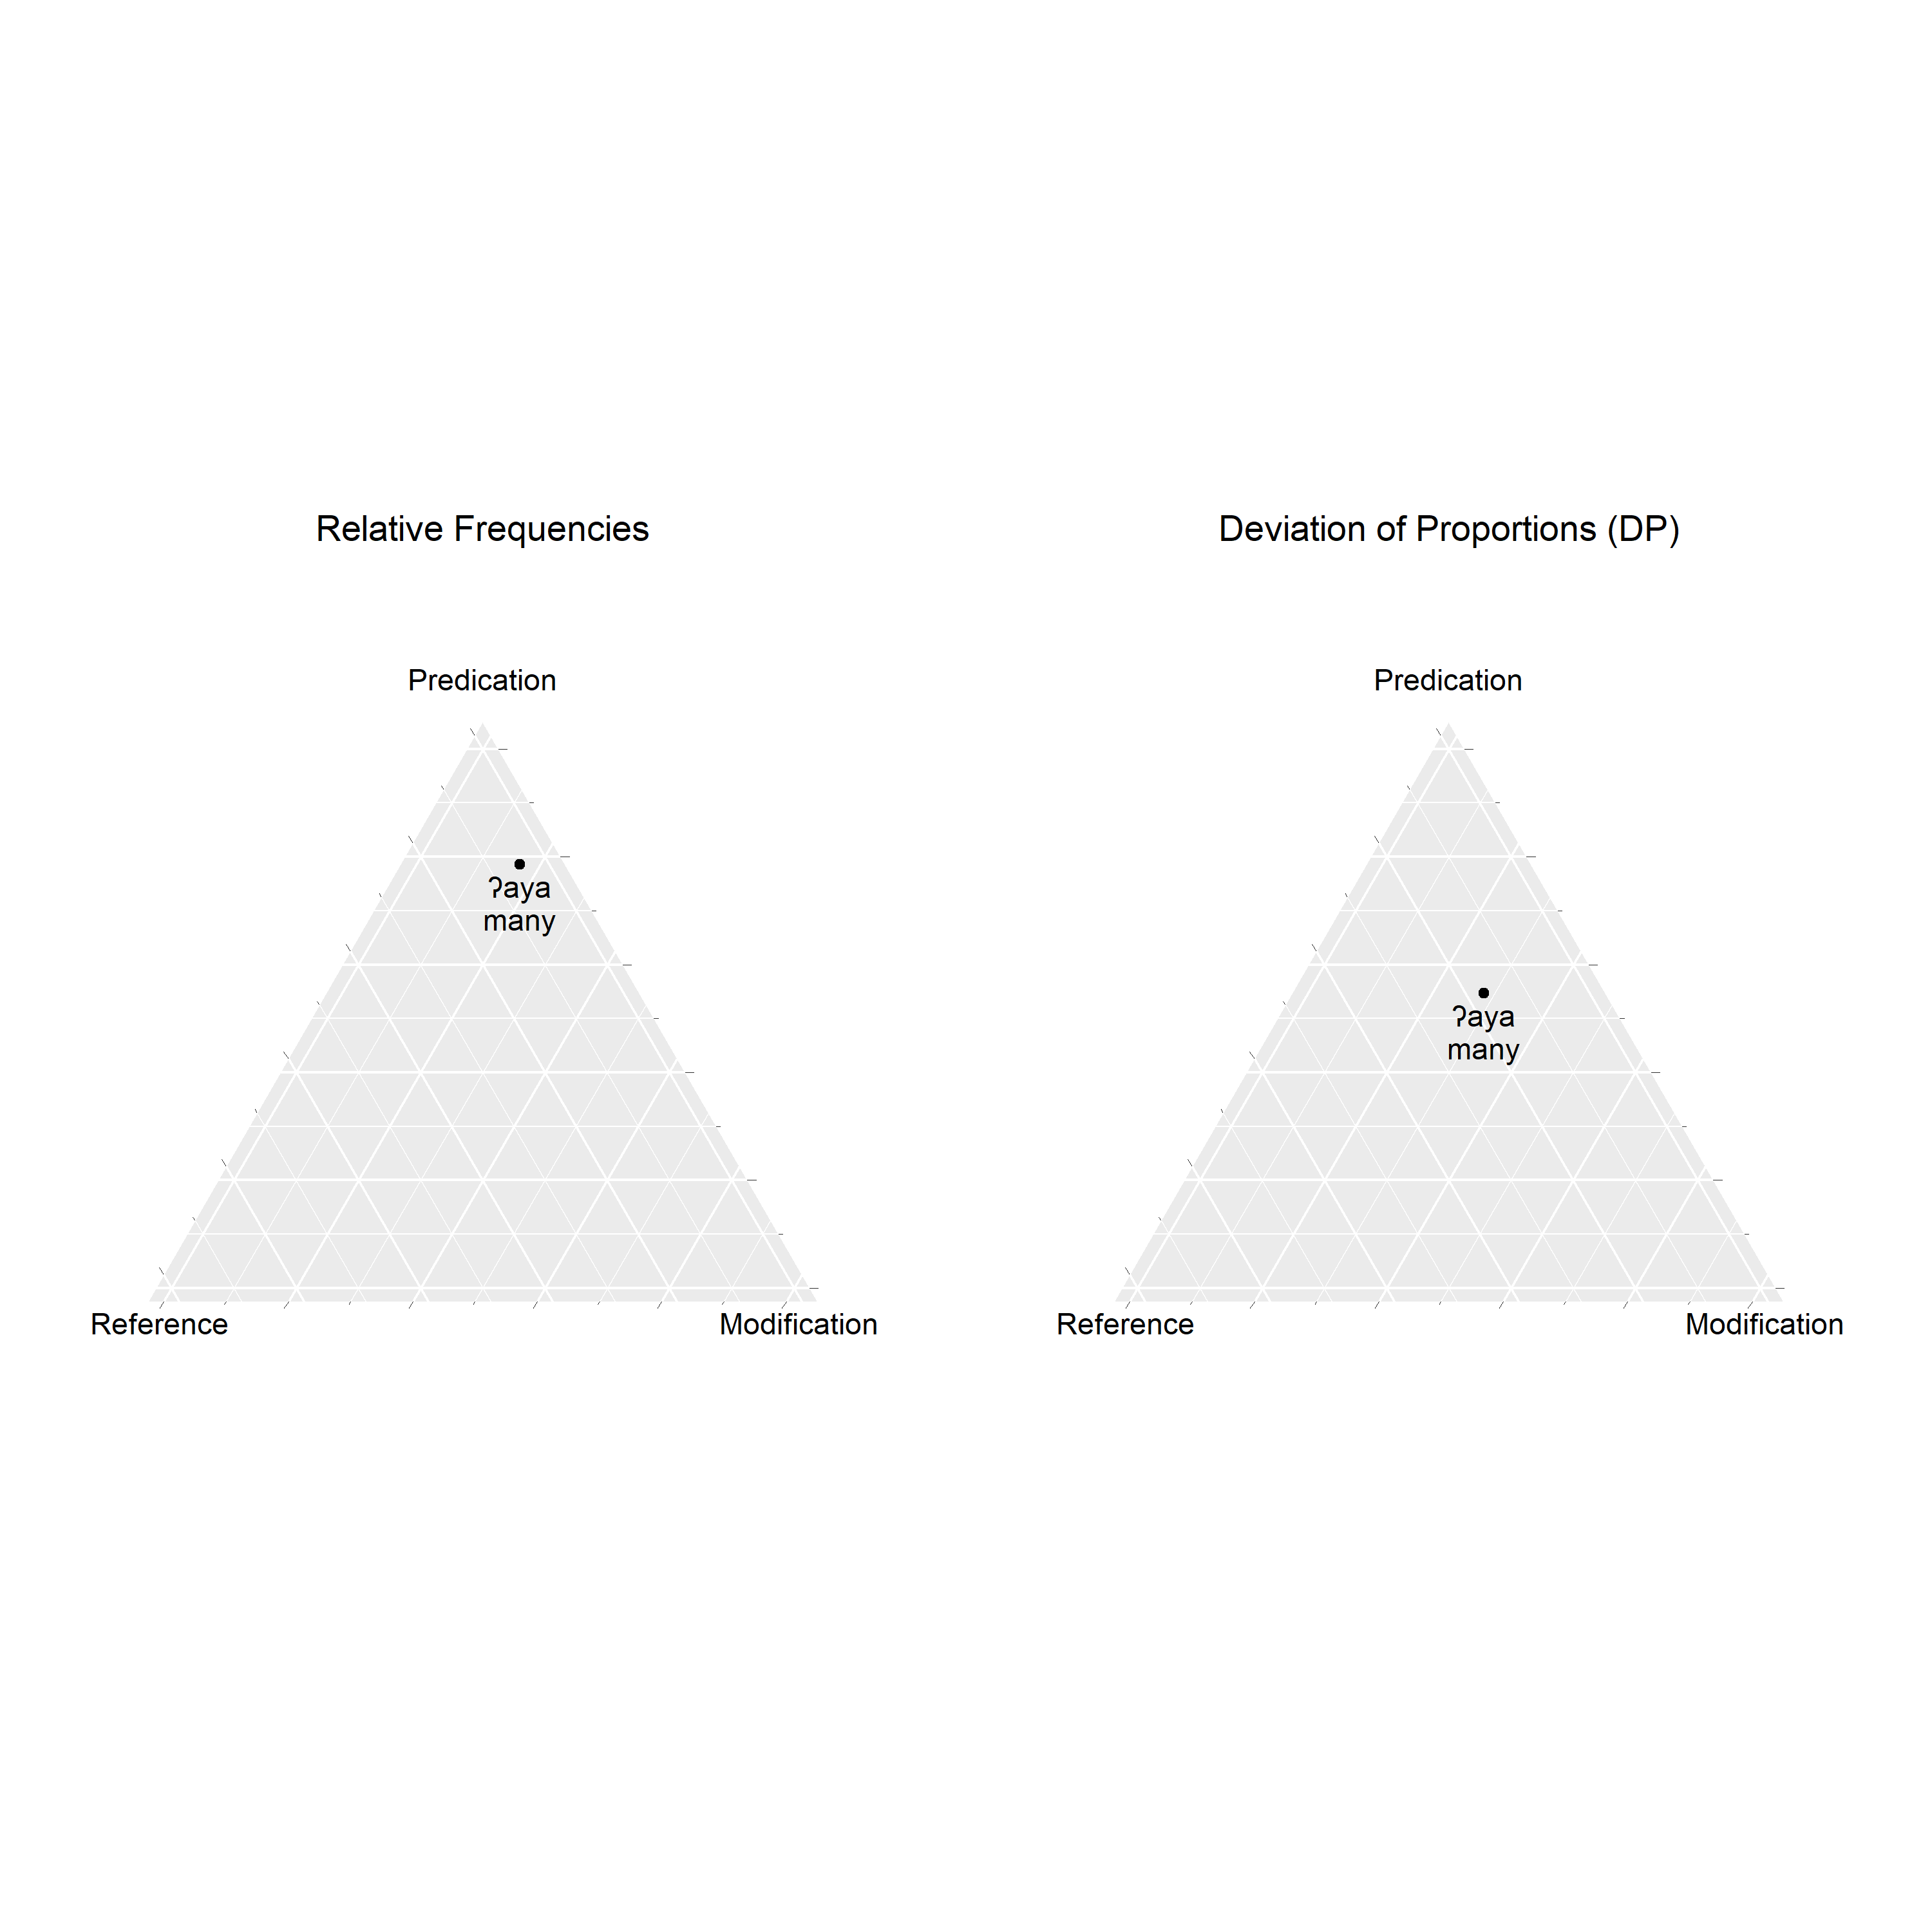 Relative Frequencies
Predication
ʔaya
many
Reference
Modification
Deviation of Proportions (DP)
Predication
ʔaya
many
Reference
Modification